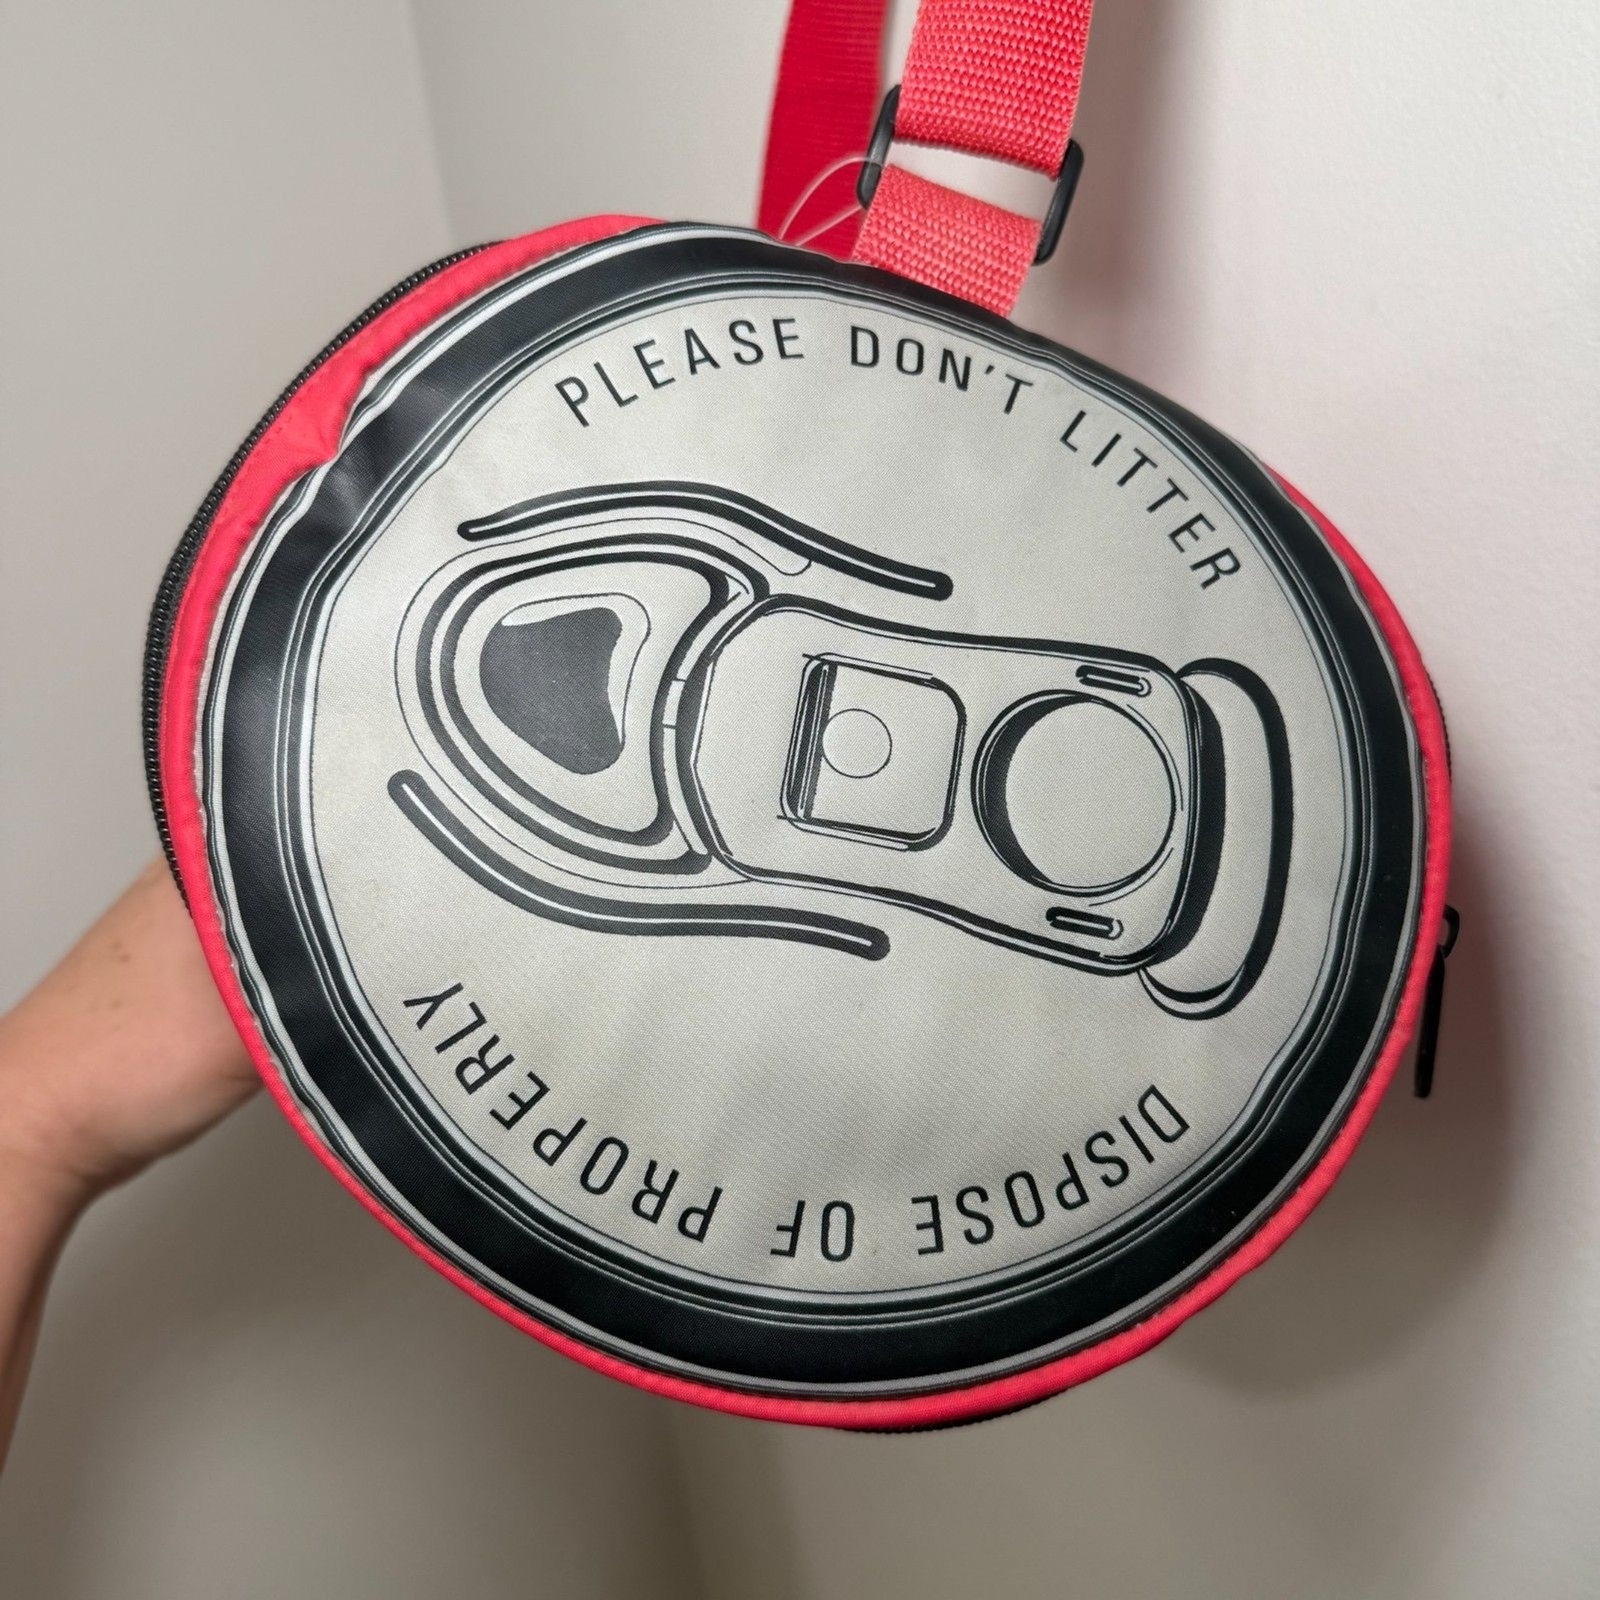 PLEASE DON'T LITTER
DISPOSE OF PROPERLY